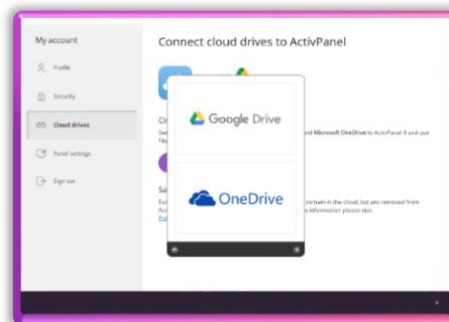 My account
Connect cloud drives to ActivPanel
Profile
Security
Cloud drives
Panel settings
Sign out
Google Drive
and Microsoft OneDrive to ActivPanel 9 and use
OneDrive
remain in the cloud, but are removed from
information please visit